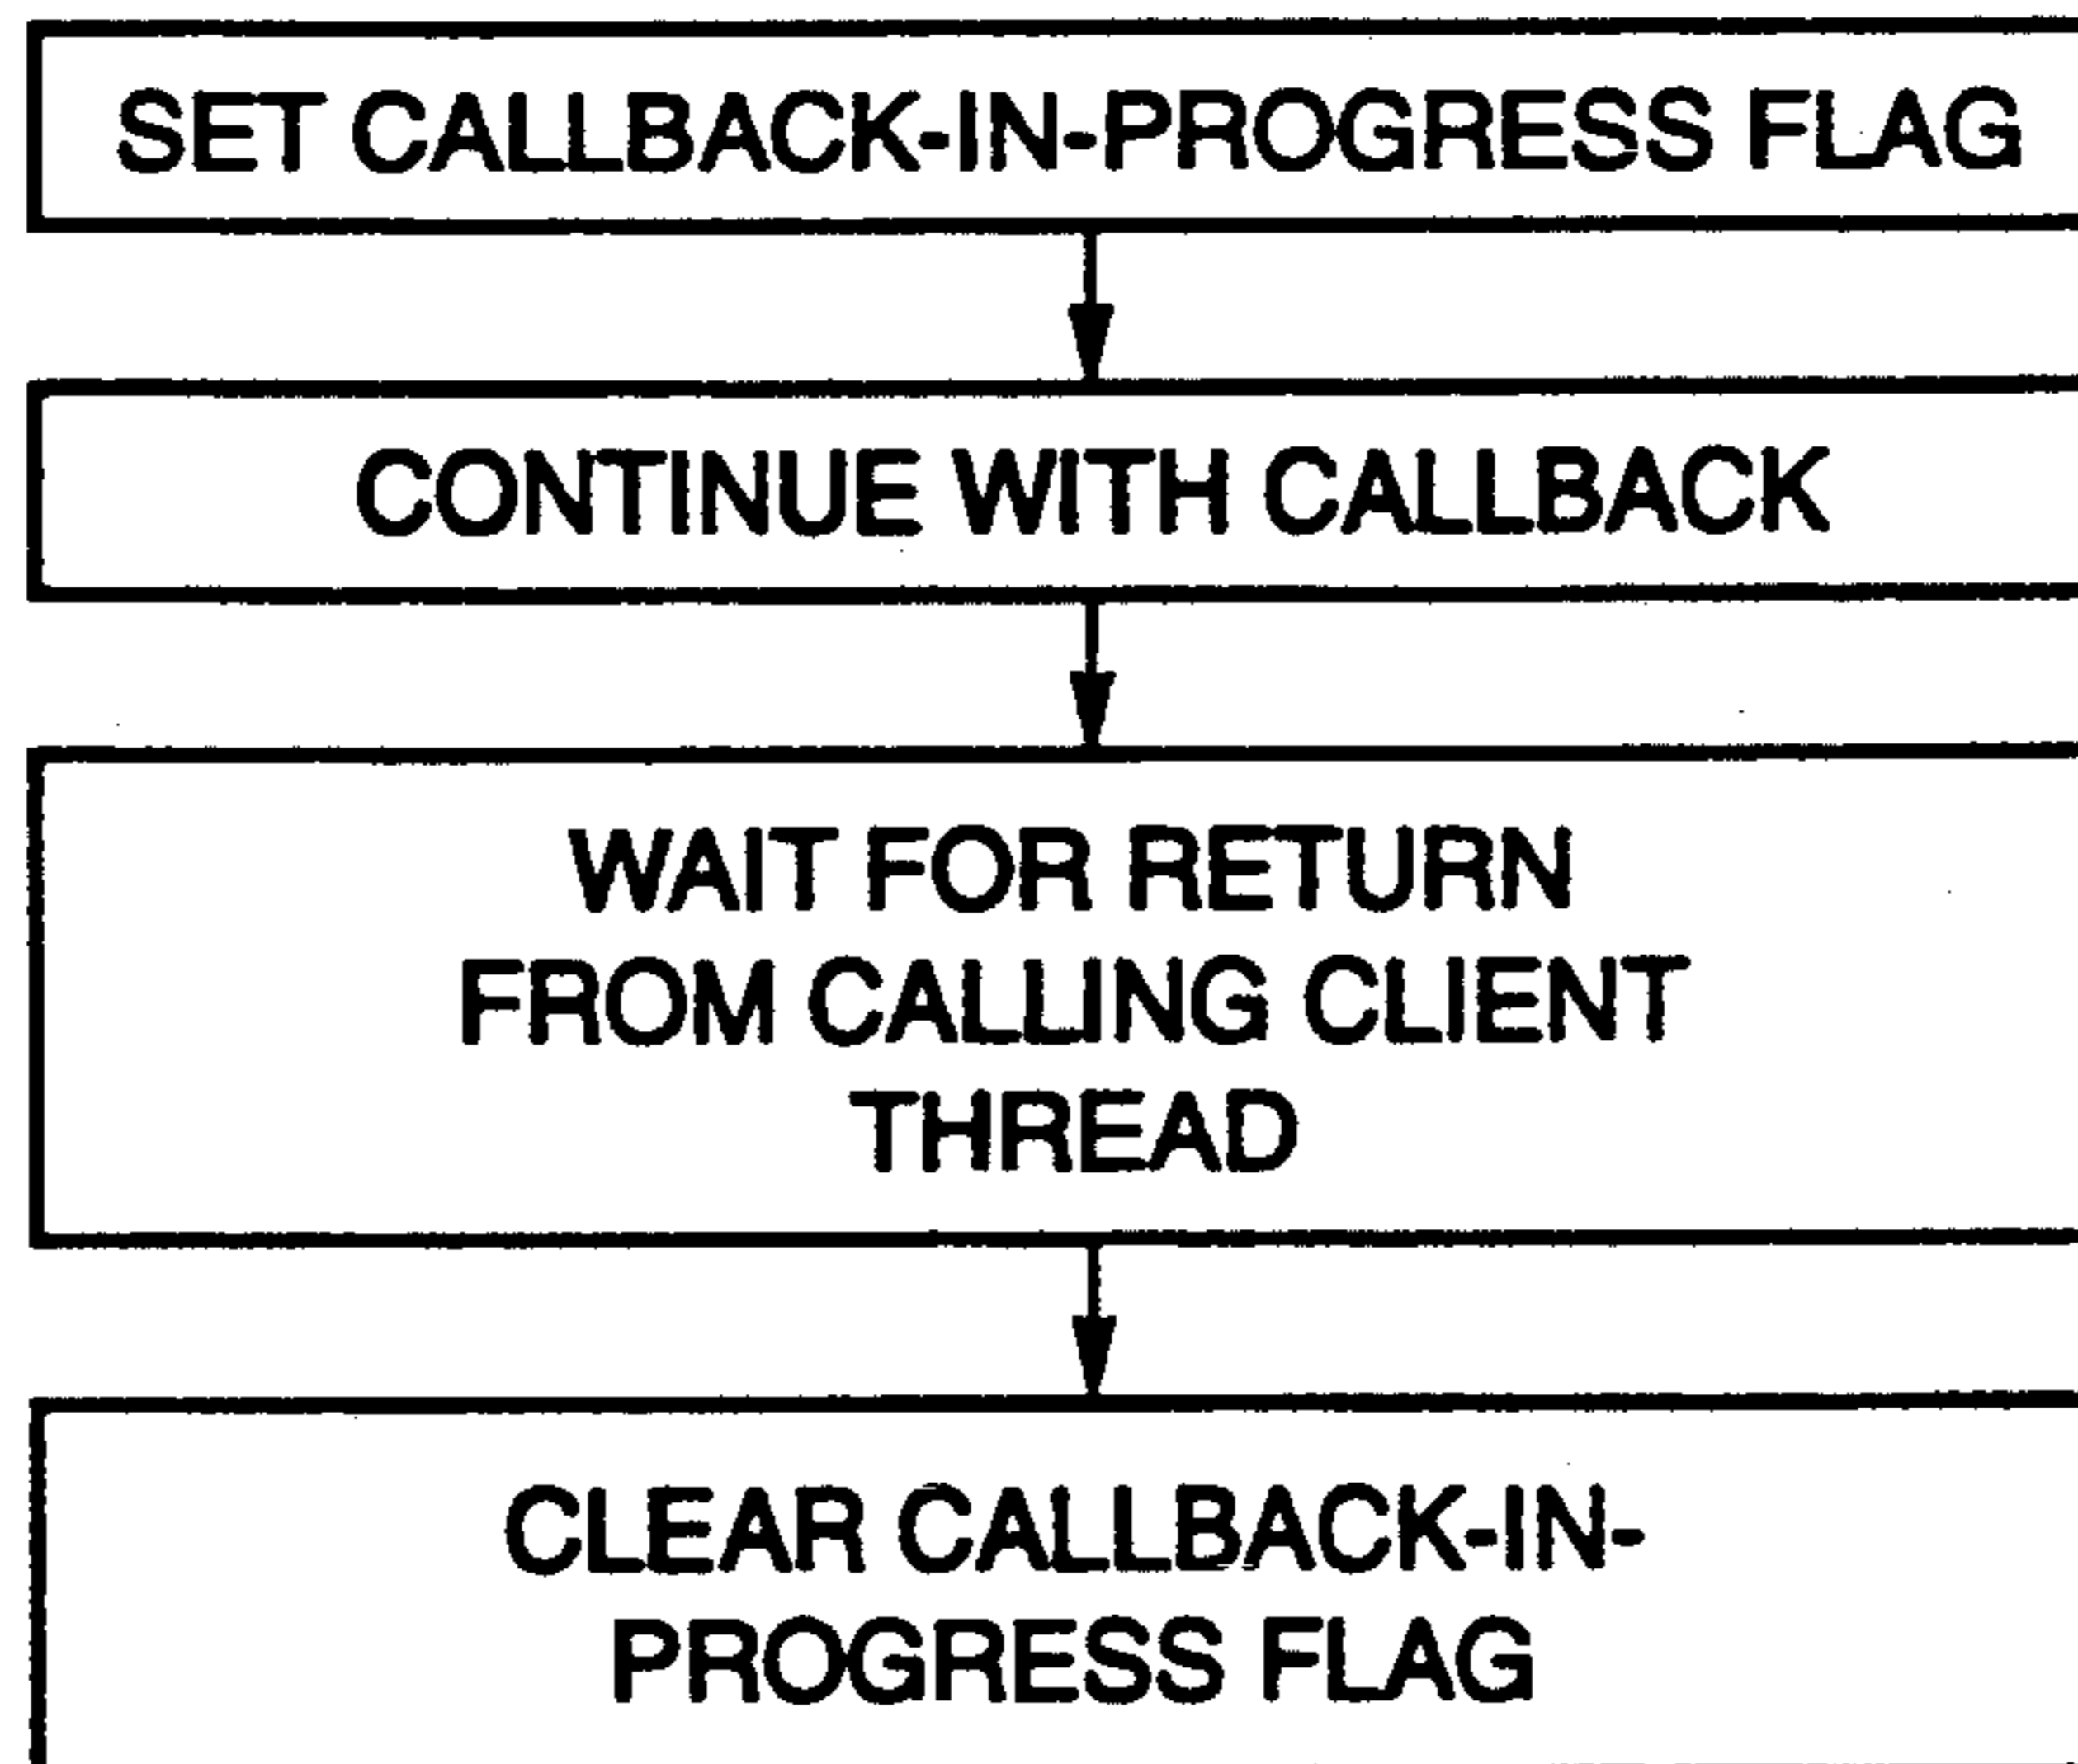 SET CALLBACK-IN-PROGRESS FLAG
CONTINUE WITH CALLBACK
WAIT FOR RETURN
FROM CALLING CLIENT
THREAD
CLEAR CALLBACK-IN-
PROGRESS FLAG